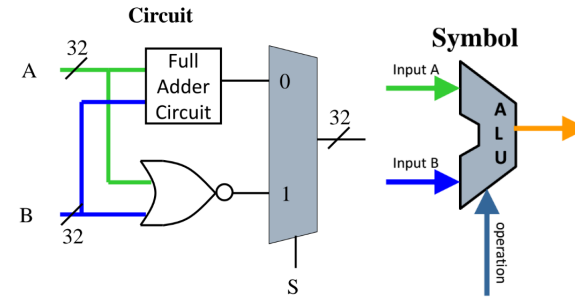 Circuit
Symbol
32
A
Full
Adder
Circuit
0
32
Input A
A
L
U
Input B
1
B
32
S
operation